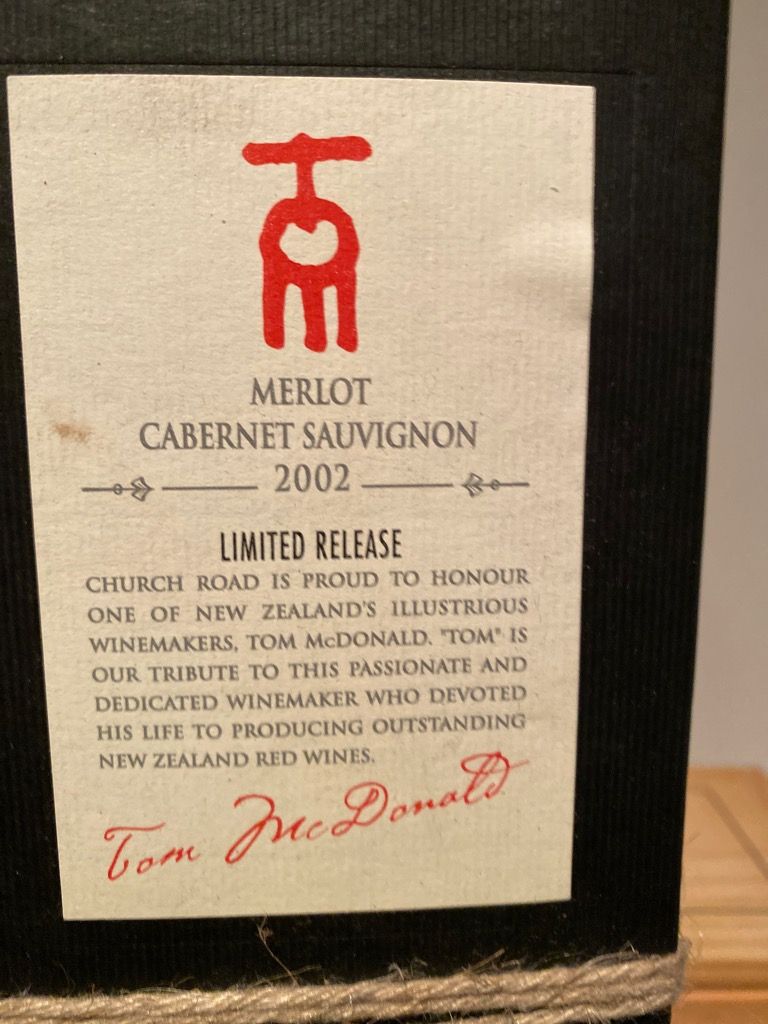 TOM
MERLOT
CABERNET SAUVIGNON
2002
LIMITED RELEASE
CHURCH ROAD IS PROUD TO HONOUR
ONE OF NEW ZEALAND'S ILLUSTRIOUS
WINEMAKERS, TOM McDONALD. "TOM" IS
OUR TRIBUTE TO THIS PASSIONATE AND
DEDICATED WINEMAKER WHO DEVOTED
HIS LIFE TO PRODUCING OUTSTANDING
NEW ZEALAND RED WINES.
Tom McDonald